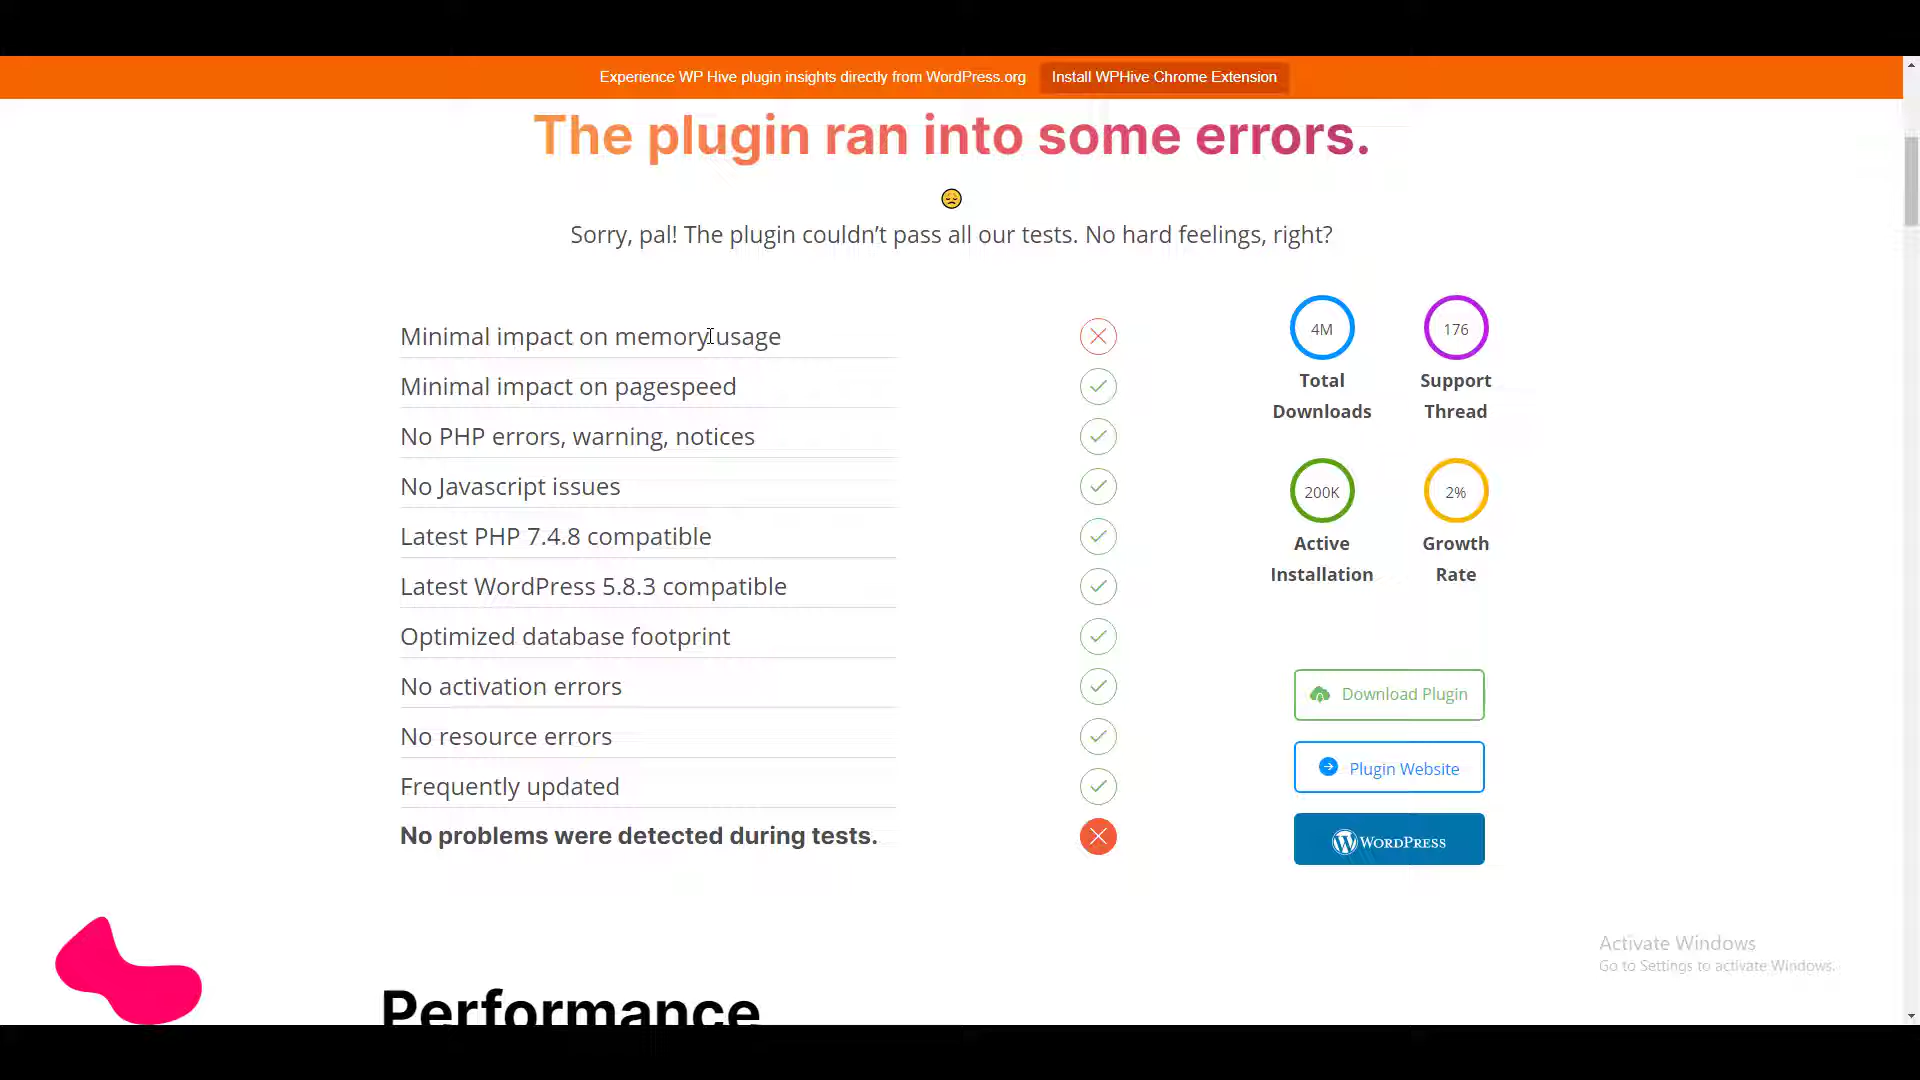 Experience WP Hive plugin insights directly from WordPress.org Install WPHive Chrome Extension
The plugin ran into some errors.
Sorry, pal! The plugin couldn’t pass all our tests. No hard feelings, right?
Minimal impact on memory usage
Minimal impact on pagespeed
No PHP errors, warning, notices
No Javascript issues
Latest PHP 7.4.8 compatible
Latest WordPress 5.8.3 compatible
Optimized database footprint
No activation errors
No resource errors
Frequently updated
No problems were detected during tests.
4M
Total
Downloads
176
Support
Thread
200K
Active
Installation
2%
Growth
Rate
Download Plugin
Plugin Website
WORDPRESS
Activate Windows
Go to Settings to activate Windows.
Performance